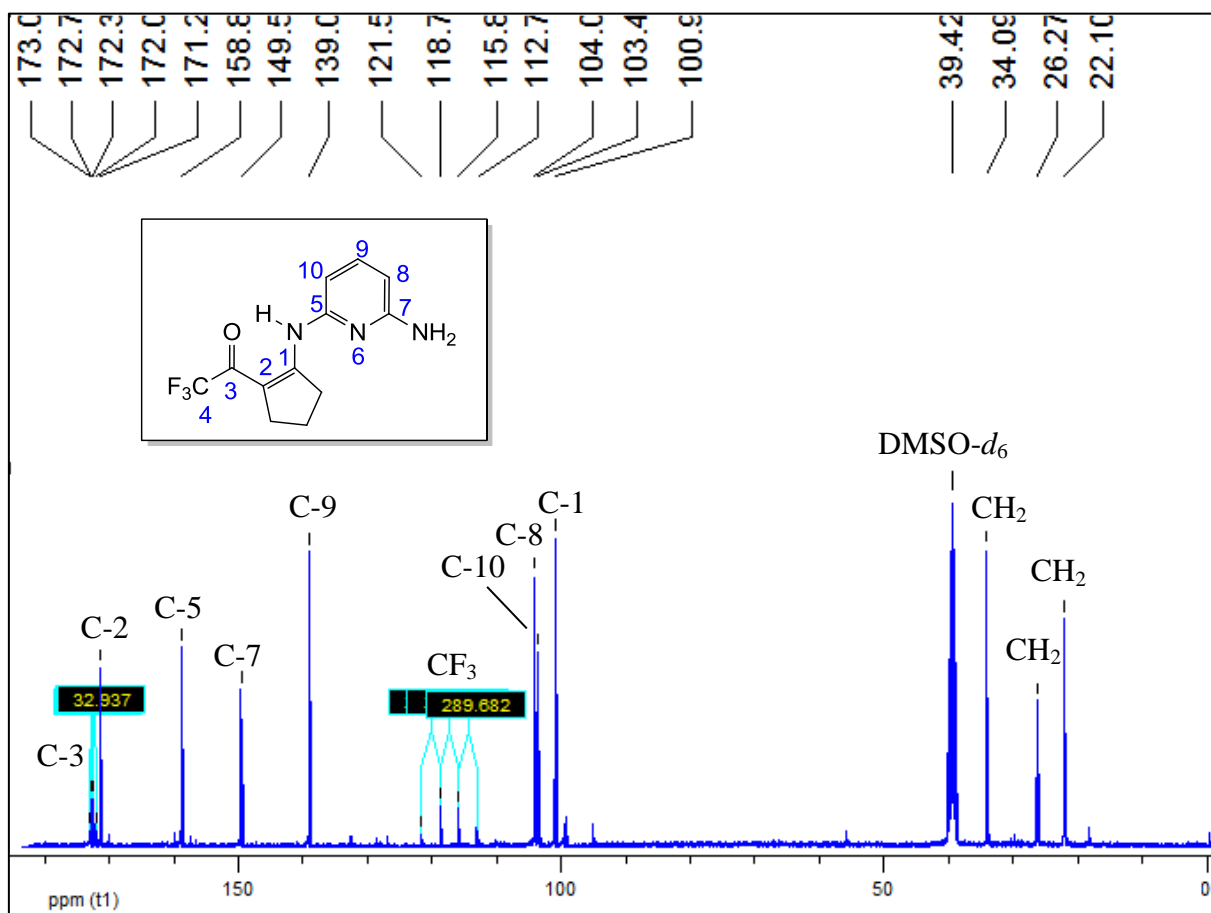 173.0 172.7 172.3 172.0 171.2 158.8 149.5 139.0 121.5 118.7 115.8 112.7 104.0 103.4 100.9 39.42 34.09 26.27 22.10
9
10 8
5 7
H N N NH₂
6
O
1
2
F₃C 3
4
DMSO-d₆
C-9
C-1
CH₂
C-8
C-10
CH₂
C-5
C-2
C-7
CH₂
CF₃
32.937
289.682
C-3
150 100 50 0
ppm (t1)